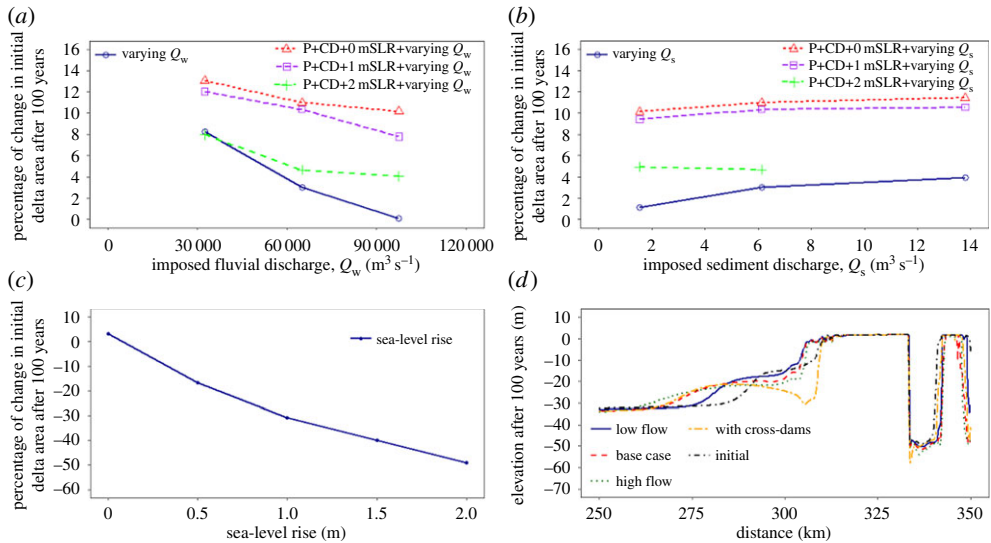 (a)
percentage of change in initial
delta area after 100 years
16
14
12
10
8
6
4
2
0
varying Qw
P+CD+0 mSLR+varying Qw
P+CD+1 mSLR+varying Qw
P+CD+2 mSLR+varying Qw
0 30 000 60 000 90 000 120 000
imposed fluvial discharge, Qw (m³ s⁻¹)
(b)
percentage of change in initial
delta area after 100 years
16
14
12
10
8
6
4
2
0
varying Qs
P+CD+0 mSLR+varying Qs
P+CD+1 mSLR+varying Qs
P+CD+2 mSLR+varying Qs
0 2 4 6 8 10 12 14
imposed sediment discharge, Qs (m³ s⁻¹)
(c)
percentage of change in initial
delta area after 100 years
10
0
−10
−20
−30
−40
−50
−60
sea-level rise
0 0.5 1.0 1.5 2.0
sea-level rise (m)
(d)
elevation after 100 years (m)
10
0
−10
−20
−30
−40
−50
−60
−70
low flow
base case
high flow
with cross-dams
initial
250 275 300 325 350
distance (km)